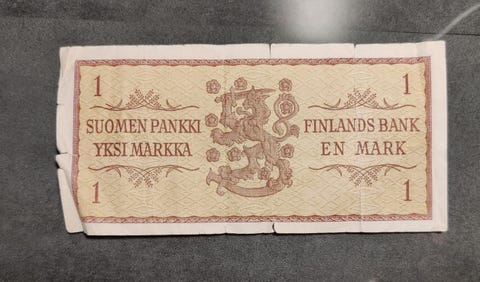 1 1
SUOMEN PANKKI FINLANDS BANK
YKSI MARKKA EN MARK
1 1